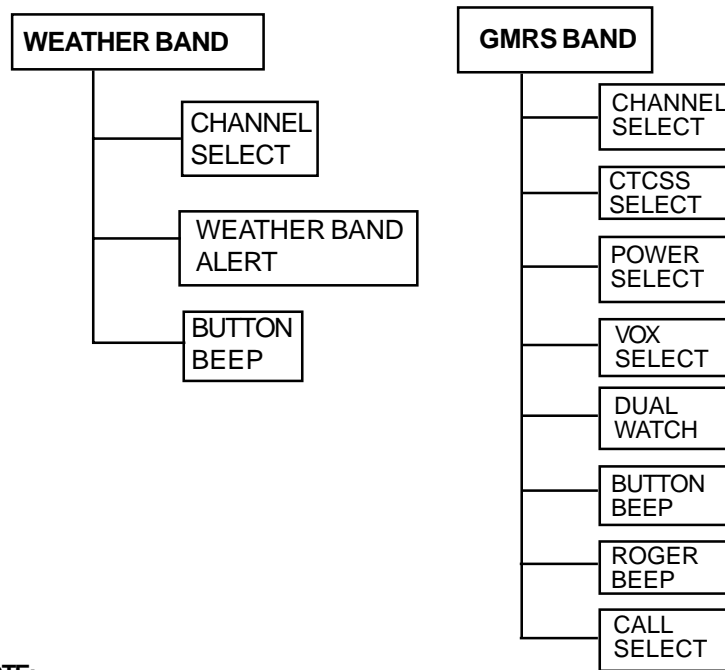 WEATHER BAND
CHANNEL
SELECT
WEATHER BAND
ALERT
BUTTON
BEEP
GMRS BAND
CHANNEL
SELECT
CTCSS
SELECT
POWER
SELECT
VOX
SELECT
DUAL
WATCH
BUTTON
BEEP
ROGER
BEEP
CALL
SELECT